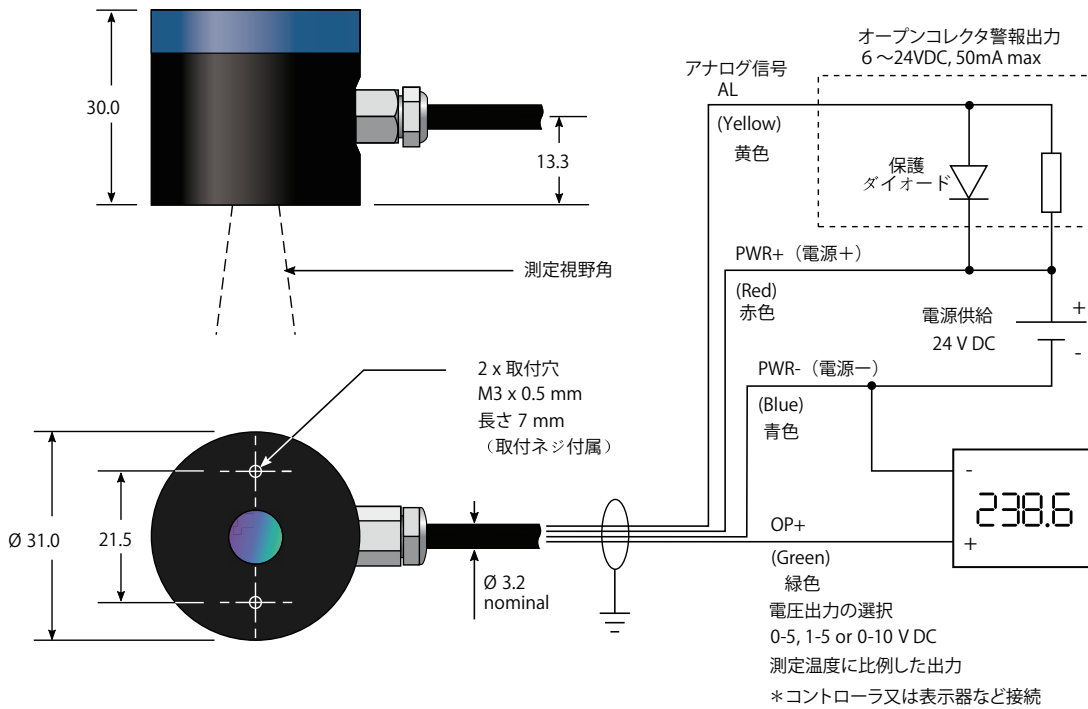 30.0
13.3
測定視野角
2 x 取付穴
M3 x 0.5 mm
長さ 7 mm
（取付ネジ付属）
Ø 31.0
21.5
Ø 3.2
nominal
オープンコレクタ警報出力
6～24VDC, 50mA max
アナログ信号
AL
(Yellow)
黄色
保護
ダイオード
PWR+（電源＋）
(Red)
赤色
電源供給
24 V DC
+
-
PWR-（電源ー）
(Blue)
青色
-
238.6
+
OP+
(Green)
緑色
電圧出力の選択
0-5, 1-5 or 0-10 V DC
測定温度に比例した出力
＊コントローラ又は表示器など接続